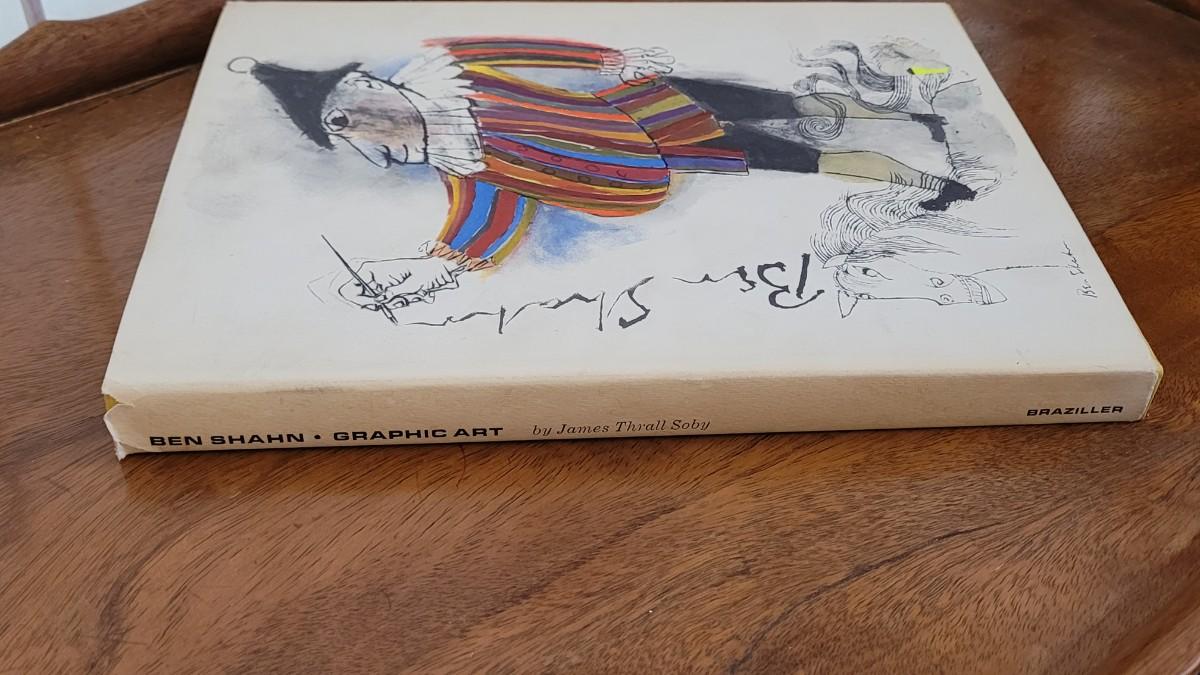 Ben Shahn
Ben Shahn
BEN SHAHN • GRAPHIC ART by James Thrall Soby BRAZILLER